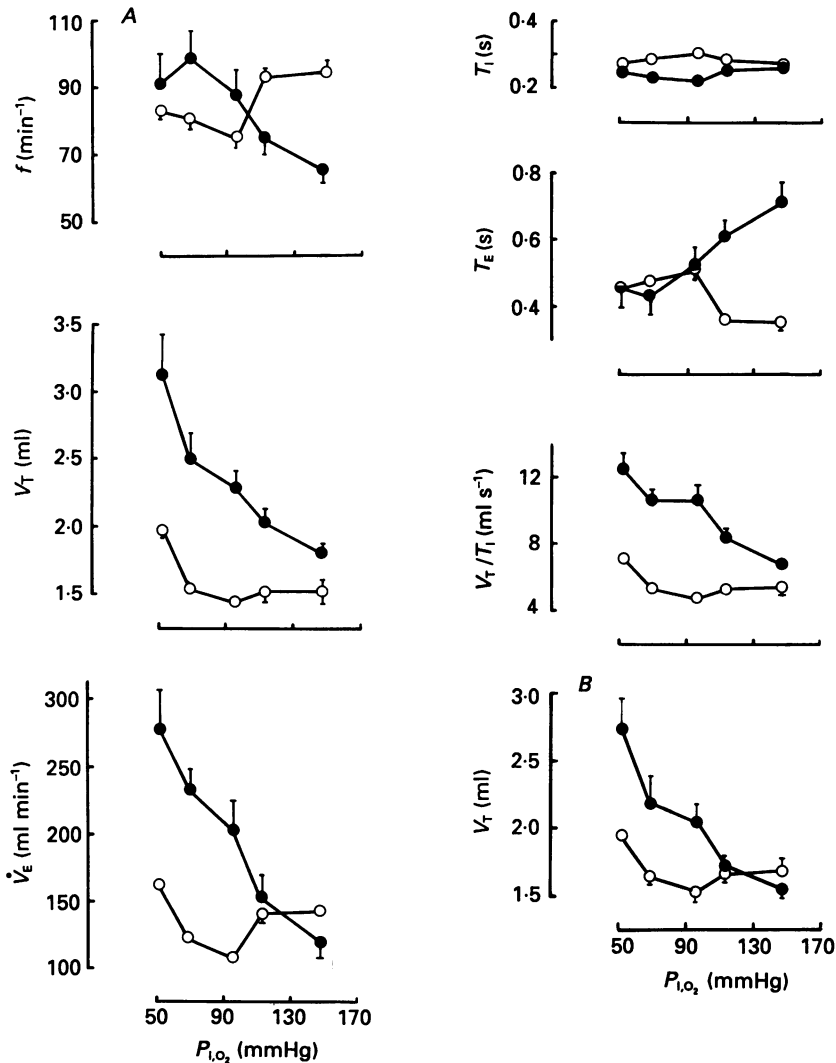 A
110
90
70
50
f (min⁻¹)
3·5
3·0
2·5
2·0
1·5
V_T (ml)
300
250
200
150
100
V̇_E (ml min⁻¹)
50 90 130 170
P_I,O₂ (mmHg)
0·4
0·2
T_I (s)
0·8
0·6
0·4
T_E (s)
12
8
4
V_T/T_I (ml s⁻¹)
B
3·0
2·5
2·0
1·5
V_T (ml)
50 90 130 170
P_I,O₂ (mmHg)